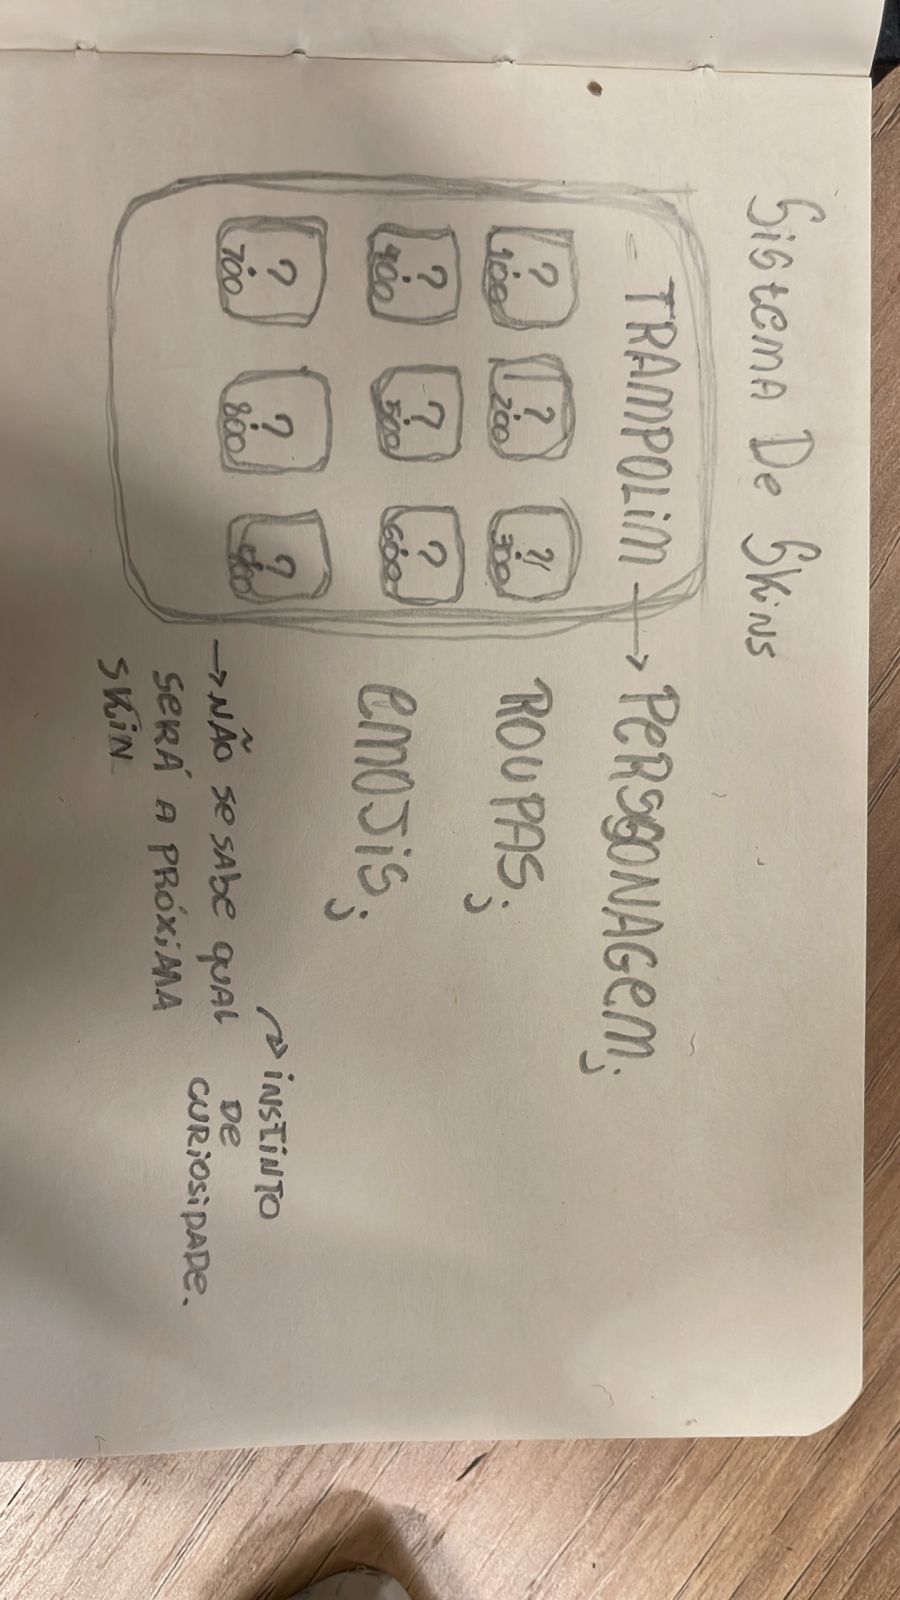 Sistema De Skins
TRAMPOLIM → PERSSONAGEM;
? 100 ? 200 ? 300
ROUPAS;
? 400 ? 500 ? 600
EMOJIS;
? 700 ? 800 ? 900
→ NÃO SE SABE QUAL
SERÁ A PRÓXIMA
SKIN
→ INSTINTO
DE
CURIOSIDADE.